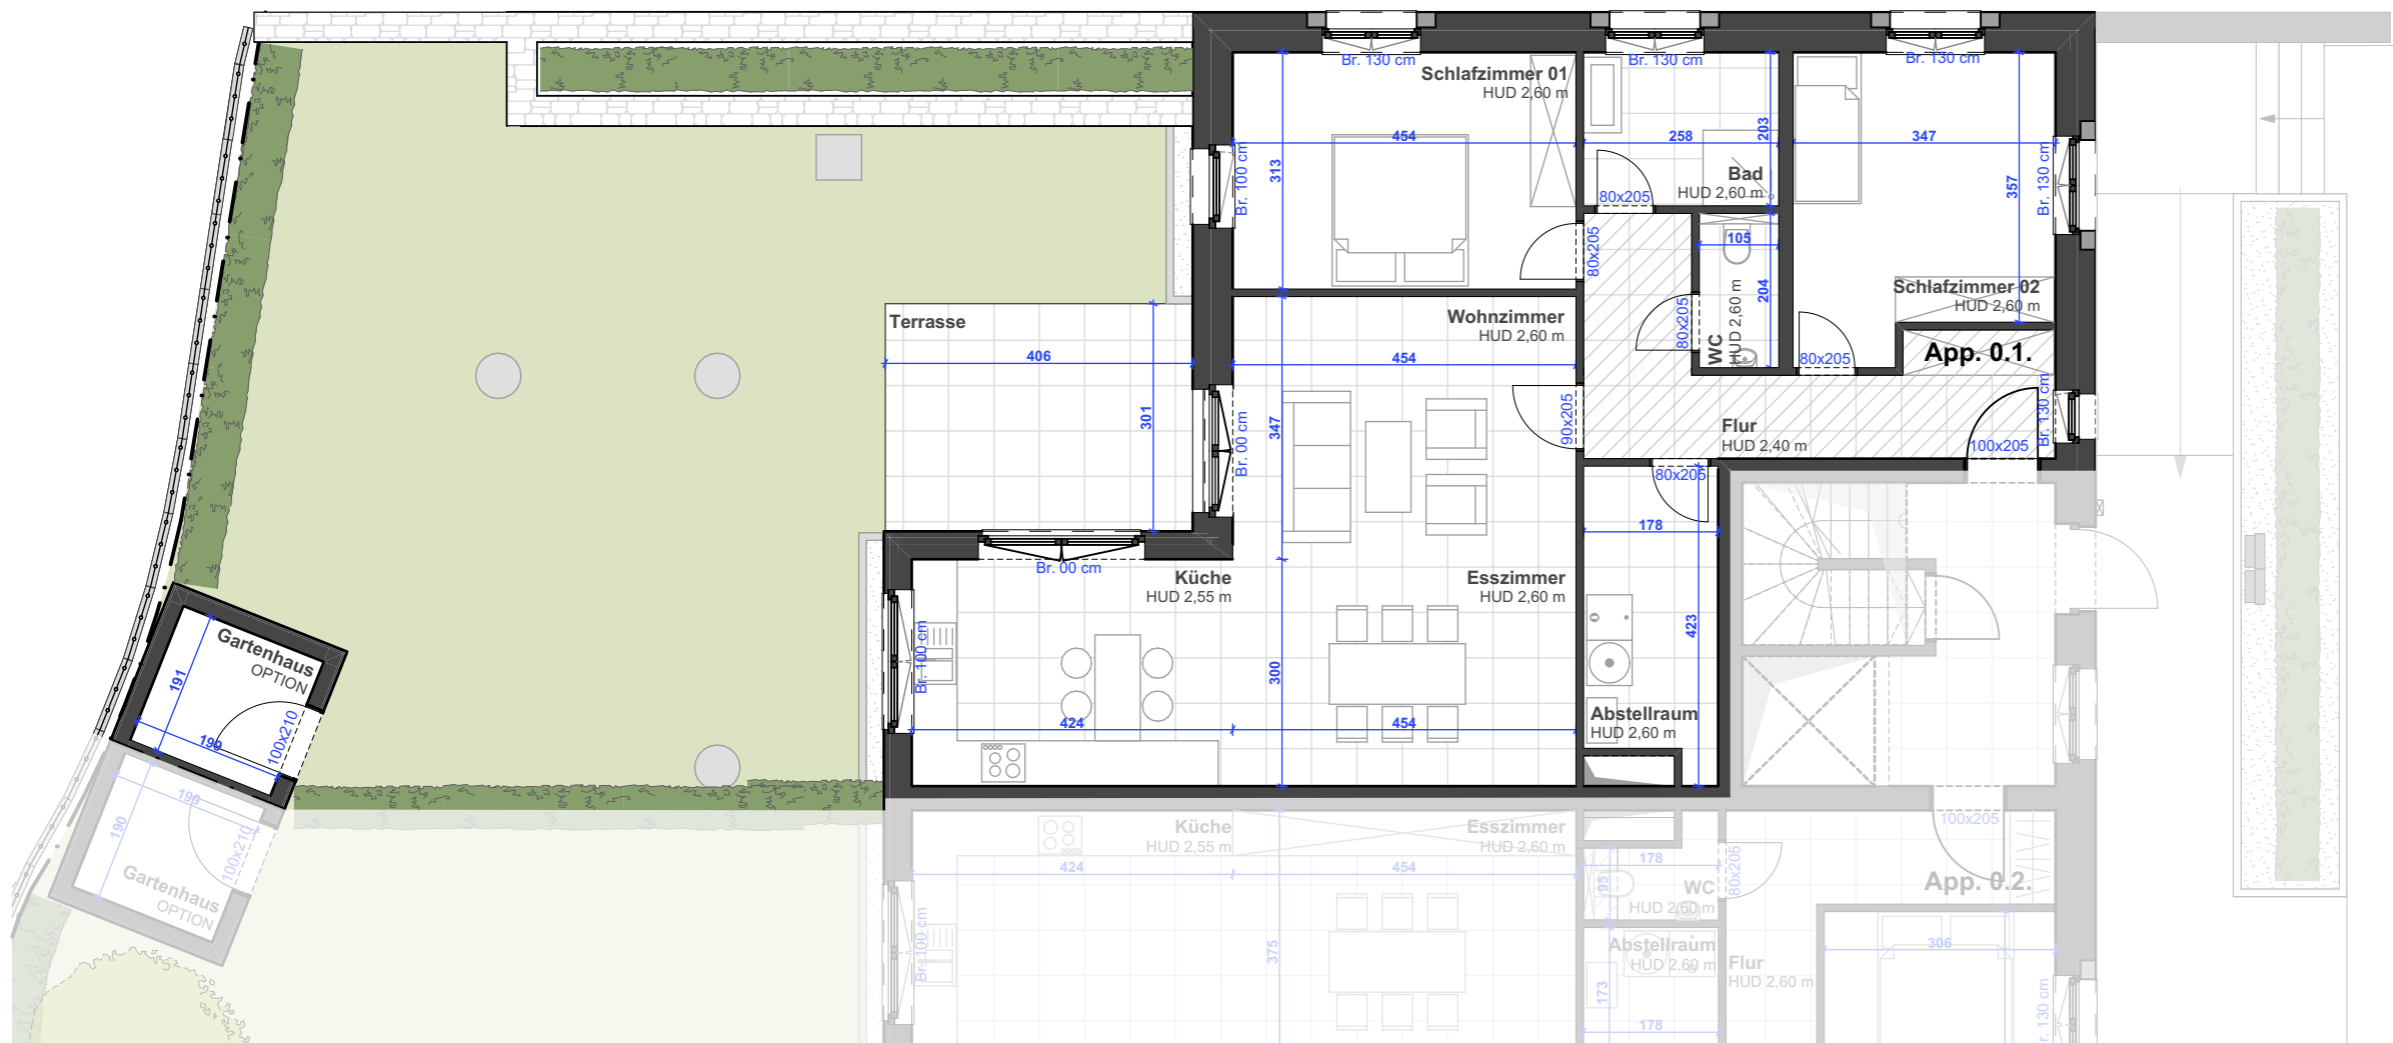 Br. 130 cm
Br. 130 cm
Br. 130 cm
Schlafzimmer 01
HUD 2,60 m
454
313
Br. 100 cm
258
203
Bad
HUD 2,60 m
80x205
347
357
Br. 130 cm
80x205
105
204
WC
HUD 2,60 m
80x205
Schlafzimmer 02
HUD 2,60 m
80x205
App. 0.1.
Terrasse
406
301
Wohnzimmer
HUD 2,60 m
454
347
Br. 00 cm
90x205
Flur
HUD 2,40 m
100x205
Br. 130 cm
80x205
178
423
Br. 00 cm
Küche
HUD 2,55 m
Esszimmer
HUD 2,60 m
Br. 100 cm
300
424
454
Abstellraum
HUD 2,60 m
Gartenhaus
OPTION
191
190
100x210
190
190
100x210
Gartenhaus
OPTION
Küche
HUD 2,55 m
Esszimmer
HUD 2,60 m
424
454
375
Br. 100 cm
178
95
WC
HUD 2,60 m
80x205
100x205
App. 0.2.
Abstellraum
HUD 2,60 m
173
178
Flur
HUD 2,60 m
306
Br. 130 cm